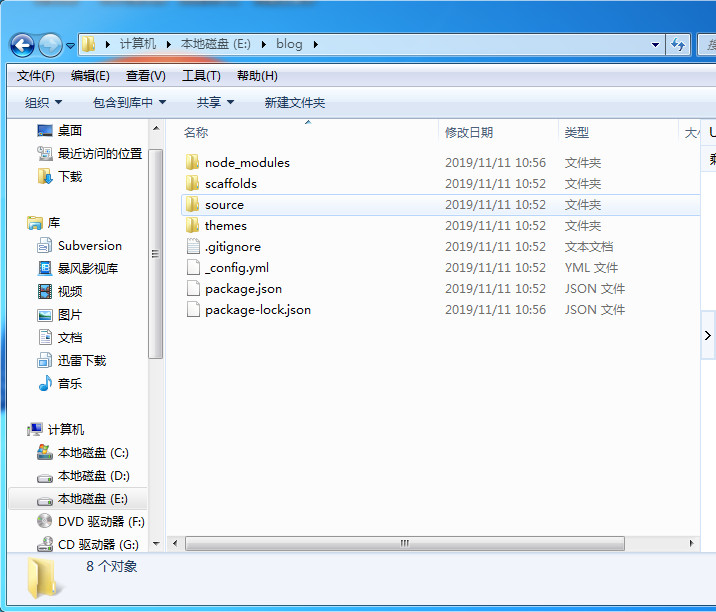 计算机 本地磁盘 (E:) blog
文件(F) 编辑(E) 查看(V) 工具(T) 帮助(H)
组织 包含到库中 共享 新建文件夹
桌面
最近访问的位置
下载
库
Subversion
暴风影视库
视频
图片
文档
迅雷下载
音乐
计算机
本地磁盘 (C:)
本地磁盘 (D:)
本地磁盘 (E:)
DVD 驱动器 (F:)
CD 驱动器 (G:)
名称 修改日期 类型
node_modules 2019/11/11 10:56 文件夹
scaffolds 2019/11/11 10:52 文件夹
source 2019/11/11 10:52 文件夹
themes 2019/11/11 10:52 文件夹
.gitignore 2019/11/11 10:52 文本文档
_config.yml 2019/11/11 10:52 YML 文件
package.json 2019/11/11 10:52 JSON 文件
package-lock.json 2019/11/11 10:56 JSON 文件
8 个对象